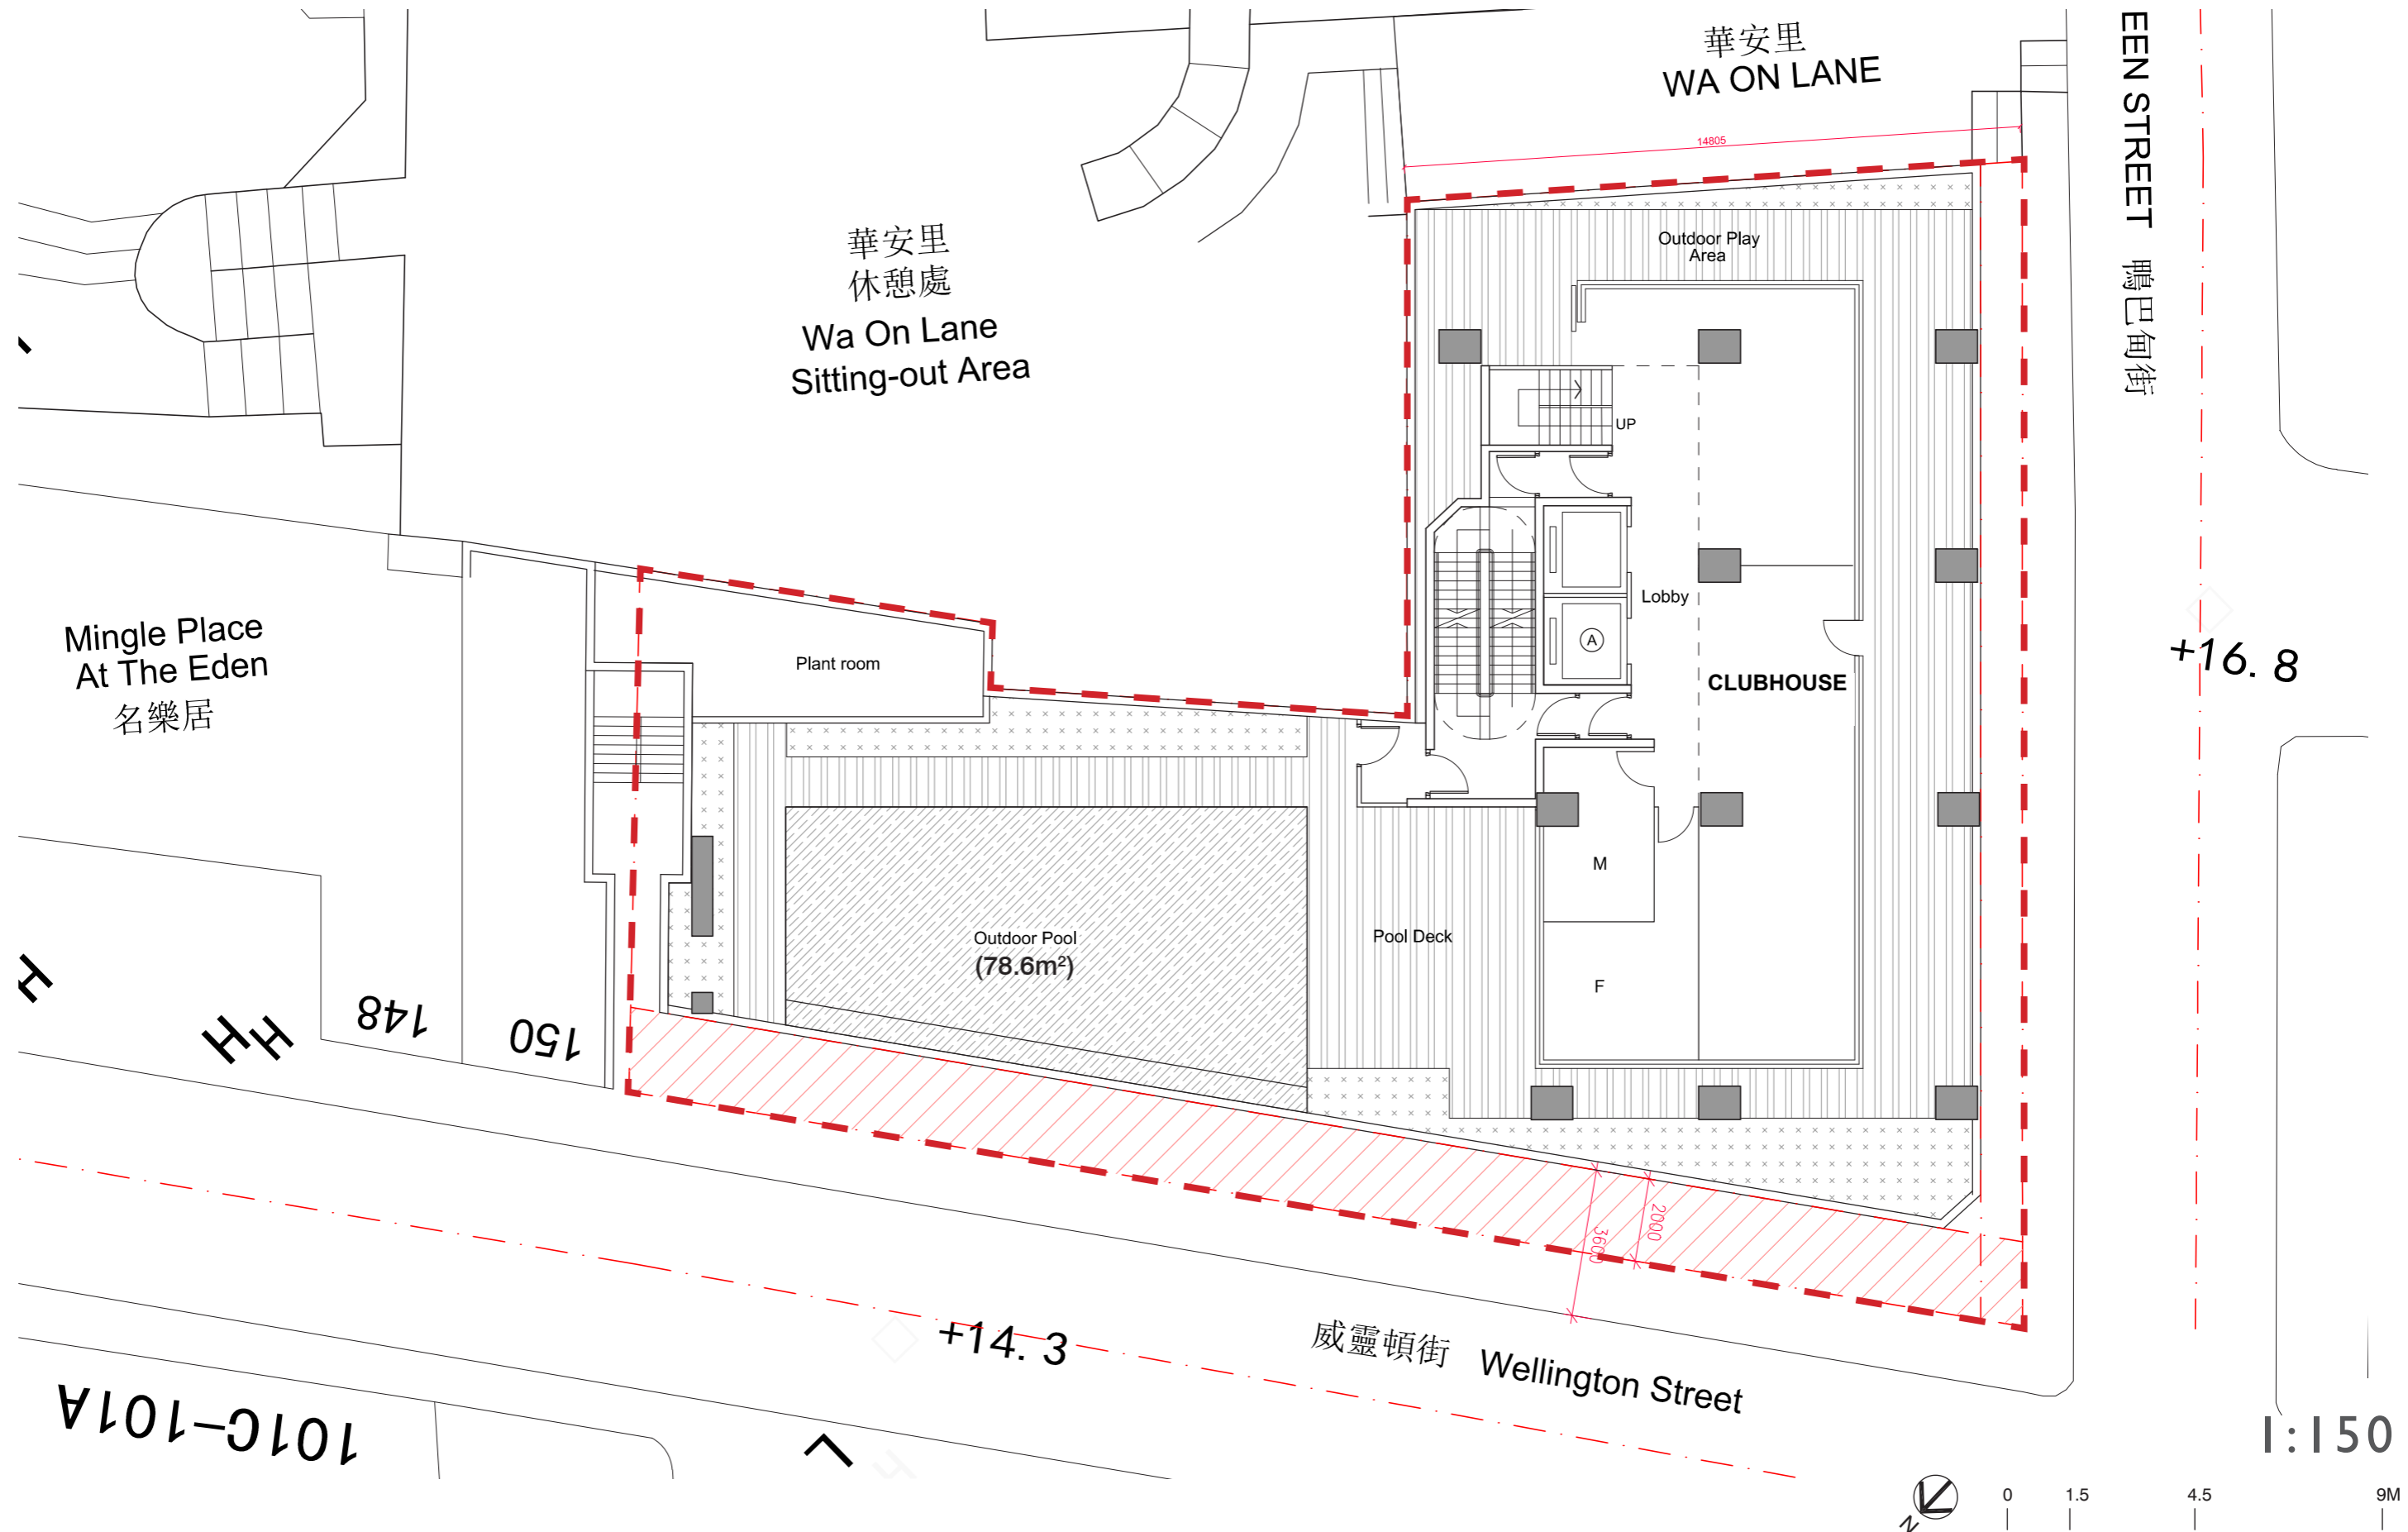 華安里
WA ON LANE
EEN STREET 鴨巴甸街
14805
華安里
休憩處
Wa On Lane
Sitting-out Area
Outdoor Play
Area
UP
Lobby
A
CLUBHOUSE
+16. 8
Mingle Place
At The Eden
名樂居
Plant room
M
F
Outdoor Pool
(78.6m²)
Pool Deck
148
150
H
H
H
2000
3600
+14. 3
威靈頓街 Wellington Street
101C-101A
1:150
N
0 1.5 4.5 9M